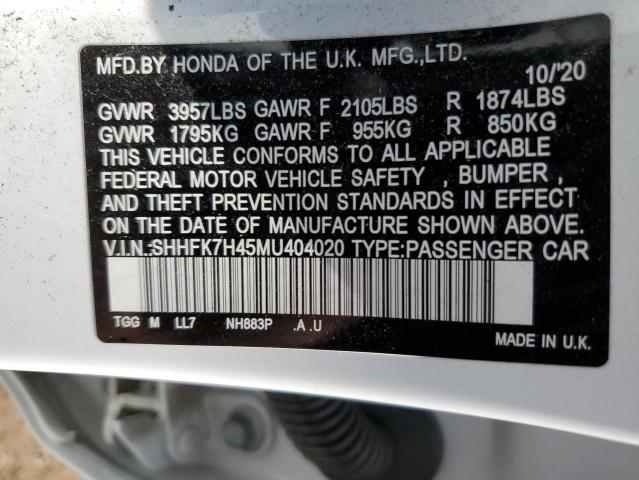 MFD.BY HONDA OF THE U.K. MFG.,LTD.
10/'20
GVWR 3957LBS GAWR F 2105LBS R 1874LBS
GVWR 1795KG GAWR F 955KG R 850KG
THIS VEHICLE CONFORMS TO ALL APPLICABLE
FEDERAL MOTOR VEHICLE SAFETY , BUMPER ,
AND THEFT PREVENTION STANDARDS IN EFFECT
ON THE DATE OF MANUFACTURE SHOWN ABOVE.
V.I.N.:SHHFK7H45MU404020 TYPE:PASSENGER CAR
TGG M LL7 NH883P .A .U
MADE IN U.K.